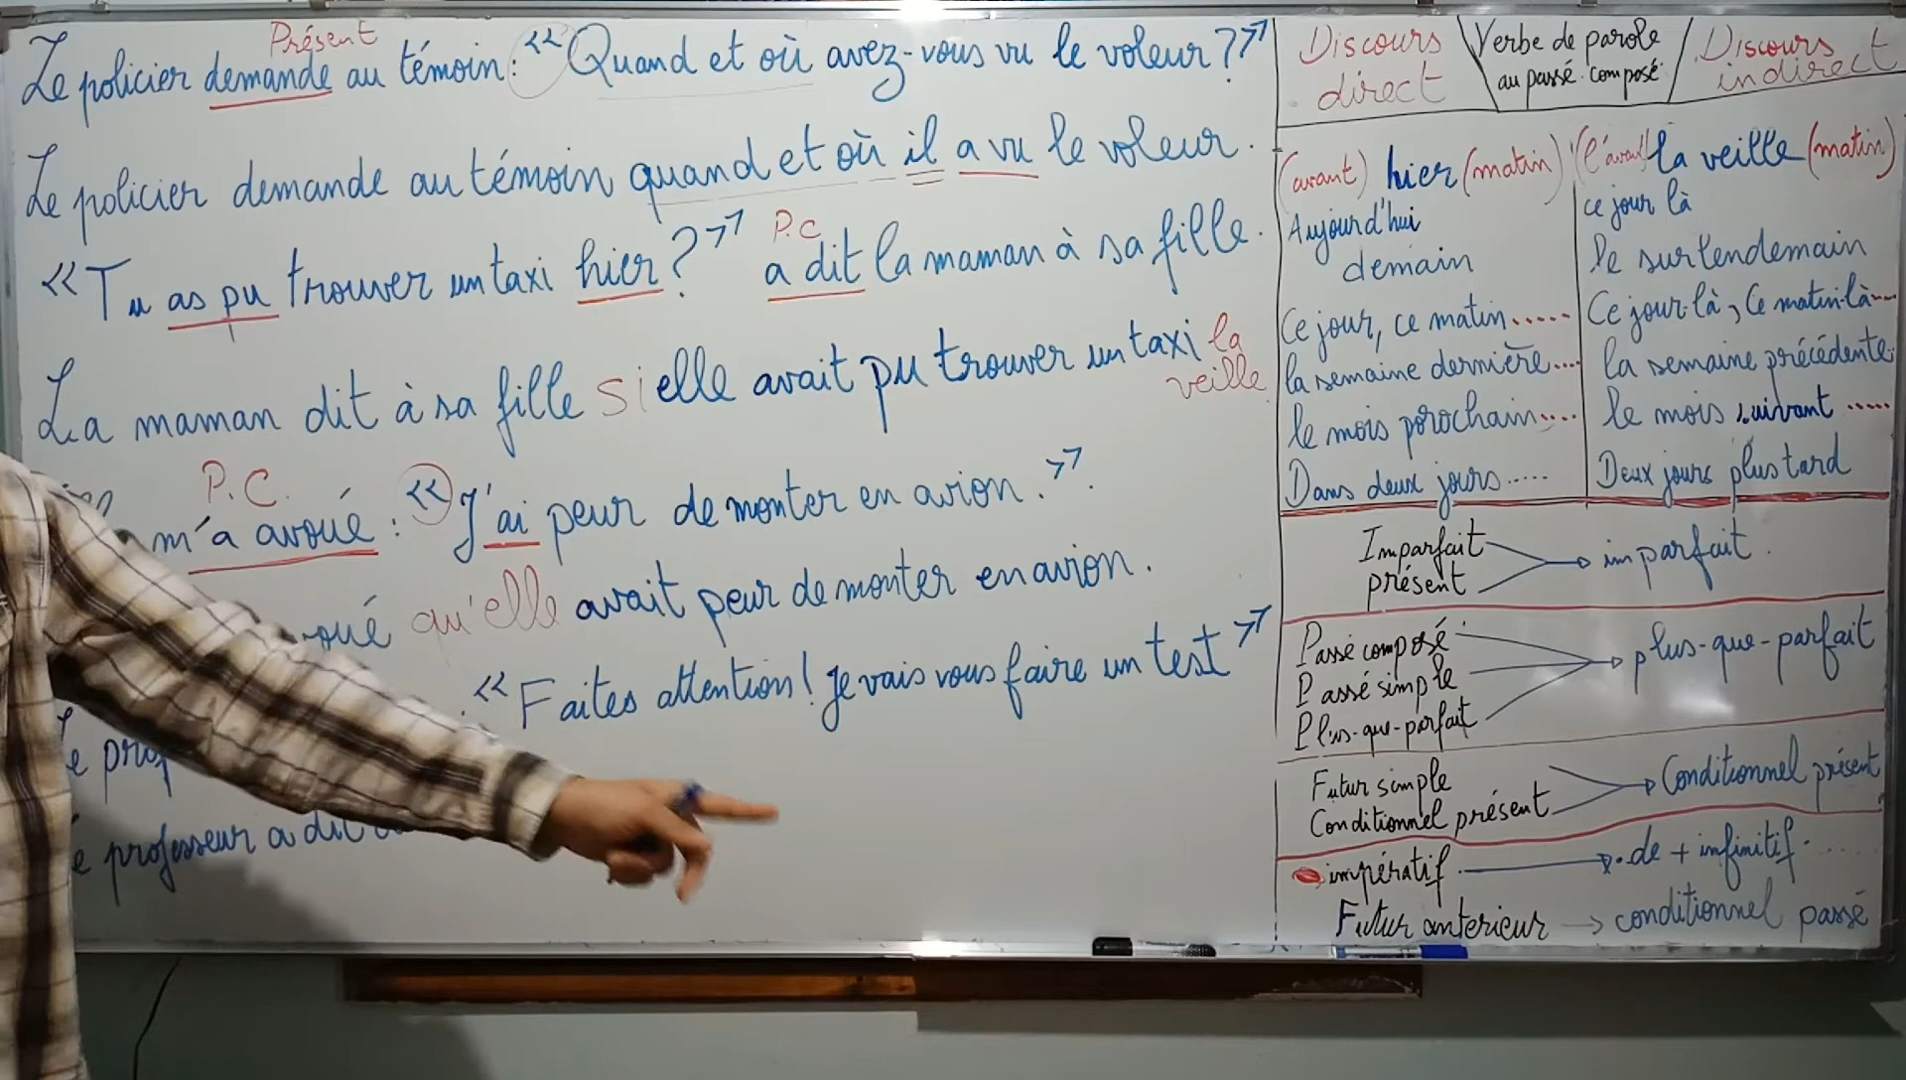 Présent
Le policier demande au témoin : « Quand et où avez-vous vu le voleur ? »
Le policier demande au témoin quand et où il a vu le voleur.
P.C
« Tu as pu trouver un taxi hier ? » a dit la maman à sa fille.
La maman dit à sa fille si elle avait pu trouver un taxi la
veille.
P.C.
m'a avoué : « J'ai peur de monter en avion. ».
voué qu'elle avait peur de monter en avion.
« Faites attention ! je vais vous faire un test »
e prof
e professeur a dit
Discours direct
Verbe de parole au passé composé
Discours indirect
(avant) hier (matin)
(l'avant) la veille (matin)
Aujourd'hui
ce jour là
demain
le surlendemain
Ce jour, ce matin.....
Ce jour-là, Ce matin-là---
la semaine dernière....
la semaine précédente
le mois porochain....
le mois suivant .....
Dans deux jours.....
Deux jours plus tard
Imparfait
présent
imparfait.
Passé composé
Passé simple
Plus-que-parfait
plus-que-parfait
Futur simple
Conditionnel présent
Conditionnel présent
impératif
.de + infinitif.....
Futur anterieur → conditionnel passé